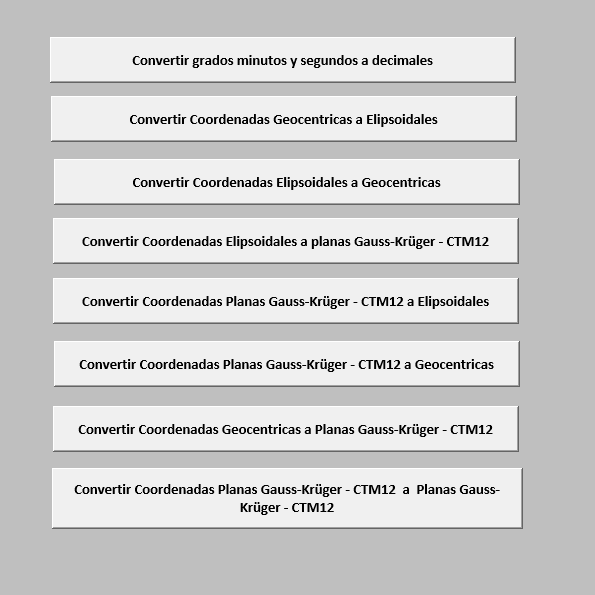 Convertir grados minutos y segundos a decimales
Convertir Coordenadas Geocentricas a Elipsoidales
Convertir Coordenadas Elipsoidales a Geocentricas
Convertir Coordenadas Elipsoidales a planas Gauss-Krüger - CTM12
Convertir Coordenadas Planas Gauss-Krüger - CTM12 a Elipsoidales
Convertir Coordenadas Planas Gauss-Krüger - CTM12 a Geocentricas
Convertir Coordenadas Geocentricas a Planas Gauss-Krüger - CTM12
Convertir Coordenadas Planas Gauss-Krüger - CTM12  a  Planas Gauss-
Krüger - CTM12